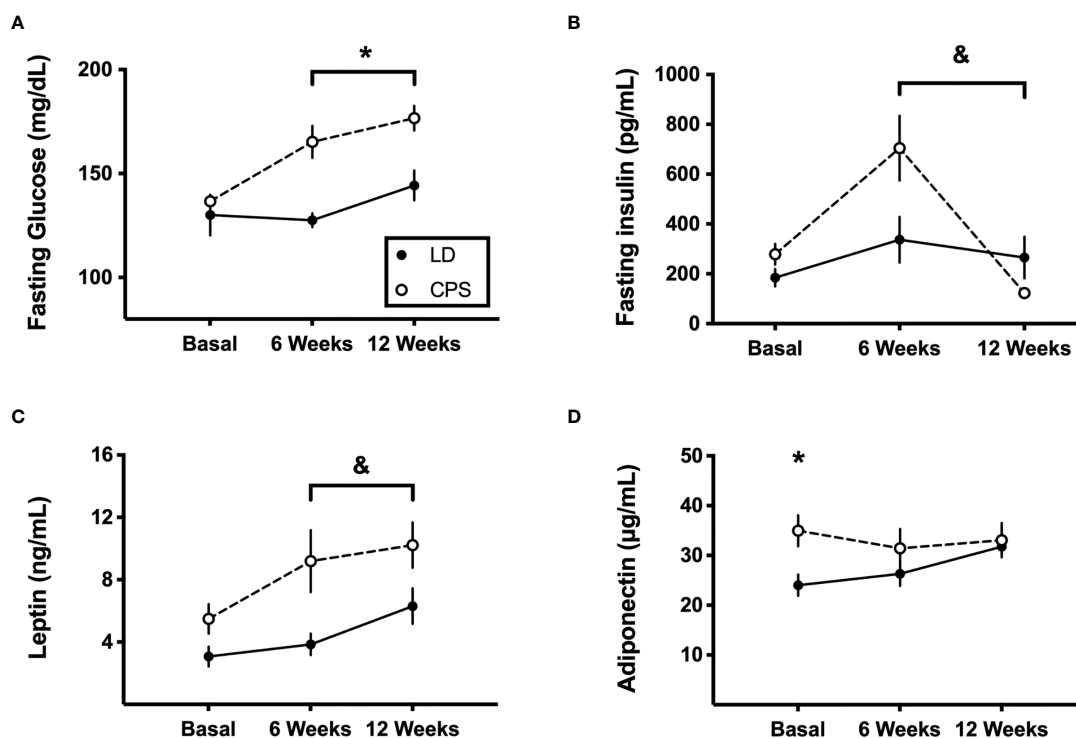 A
Fasting Glucose (mg/dL)
200
150
100
*
LD
CPS
Basal 6 Weeks 12 Weeks
B
Fasting insulin (pg/mL)
1000
800
600
400
200
0
&
Basal 6 Weeks 12 Weeks
C
Leptin (ng/mL)
16
12
8
4
&
Basal 6 Weeks 12 Weeks
D
Adiponectin (µg/mL)
50
40
30
20
10
*
Basal 6 Weeks 12 Weeks